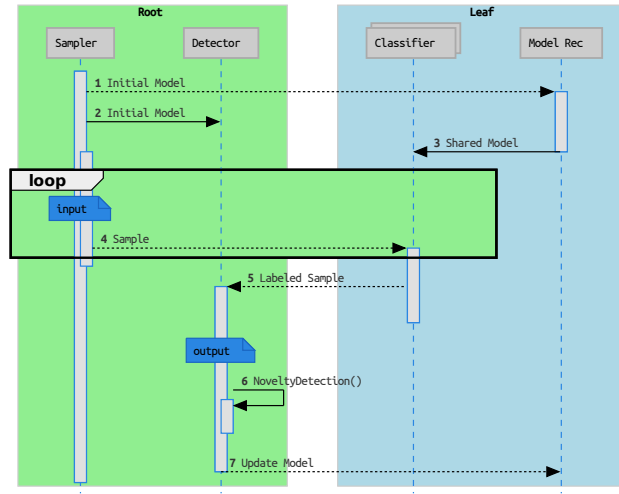 Root
Leaf
Sampler
Detector
Classifier
Model Rec
1 Initial Model
2 Initial Model
3 Shared Model
loop
input
4 Sample
5 Labeled Sample
output
6 NoveltyDetection()
7 Update Model